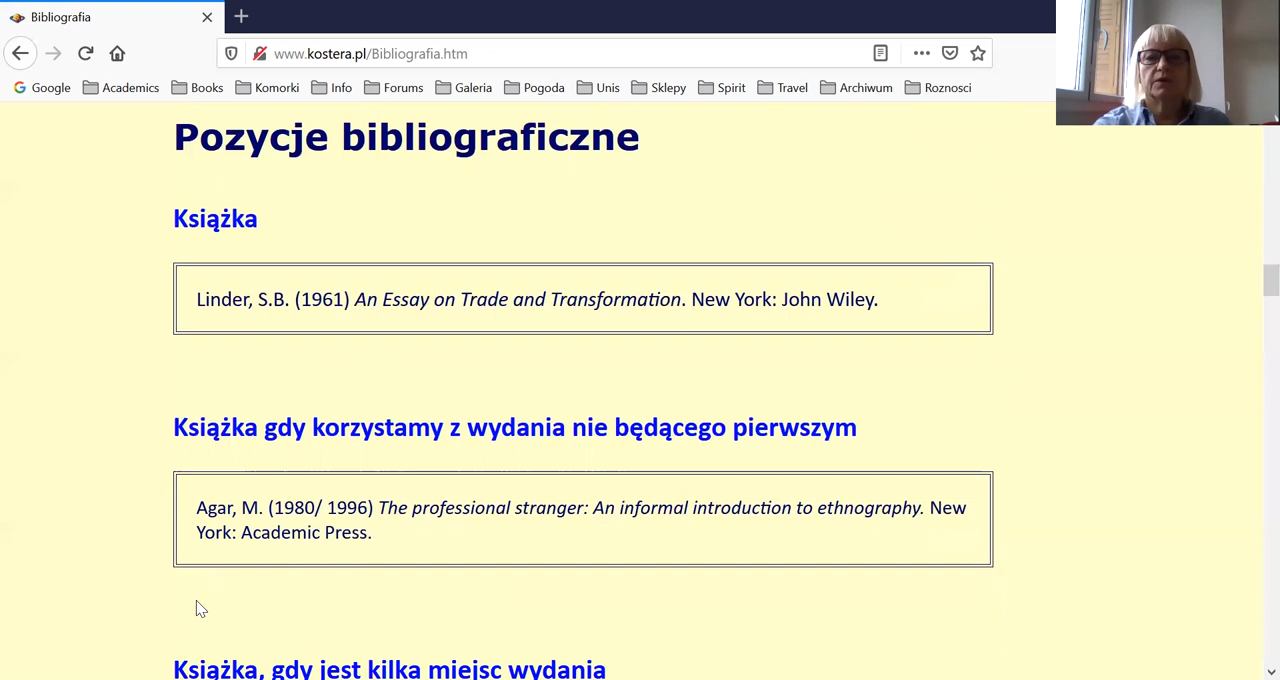 Bibliografia
www.kostera.pl/Bibliografia.htm
Google Academics Books Komorki Info Forums Galeria Pogoda Unis Sklepy Spirit Travel Archiwum Roznosci
Pozycje bibliograficzne
Książka
Linder, S.B. (1961) An Essay on Trade and Transformation. New York: John Wiley.
Książka gdy korzystamy z wydania nie będącego pierwszym
Agar, M. (1980/ 1996) The professional stranger: An informal introduction to ethnography. New
York: Academic Press.
Książka, gdy jest kilka miejsc wydania